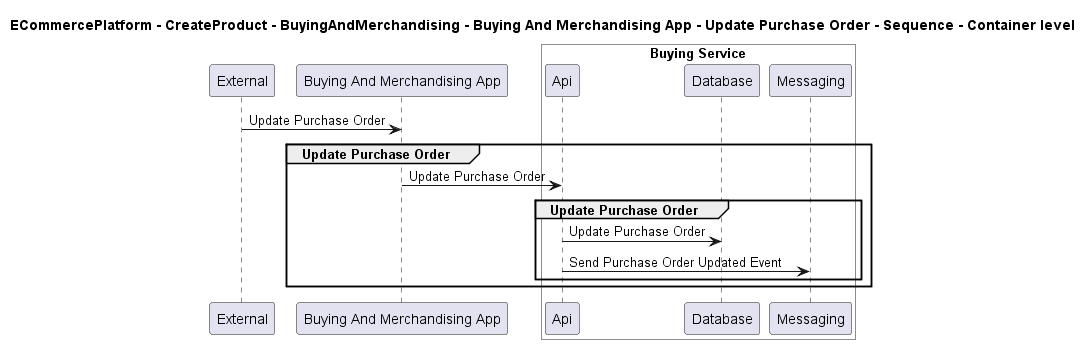 ECommercePlatform - CreateProduct - BuyingAndMerchandising - Buying And Merchandising App - Update Purchase Order - Sequence - Container level
Buying Service
External
Buying And Merchandising App
Api
Database
Messaging
Update Purchase Order
Update Purchase Order
Update Purchase Order
Update Purchase Order
Update Purchase Order
Send Purchase Order Updated Event
External
Buying And Merchandising App
Api
Database
Messaging